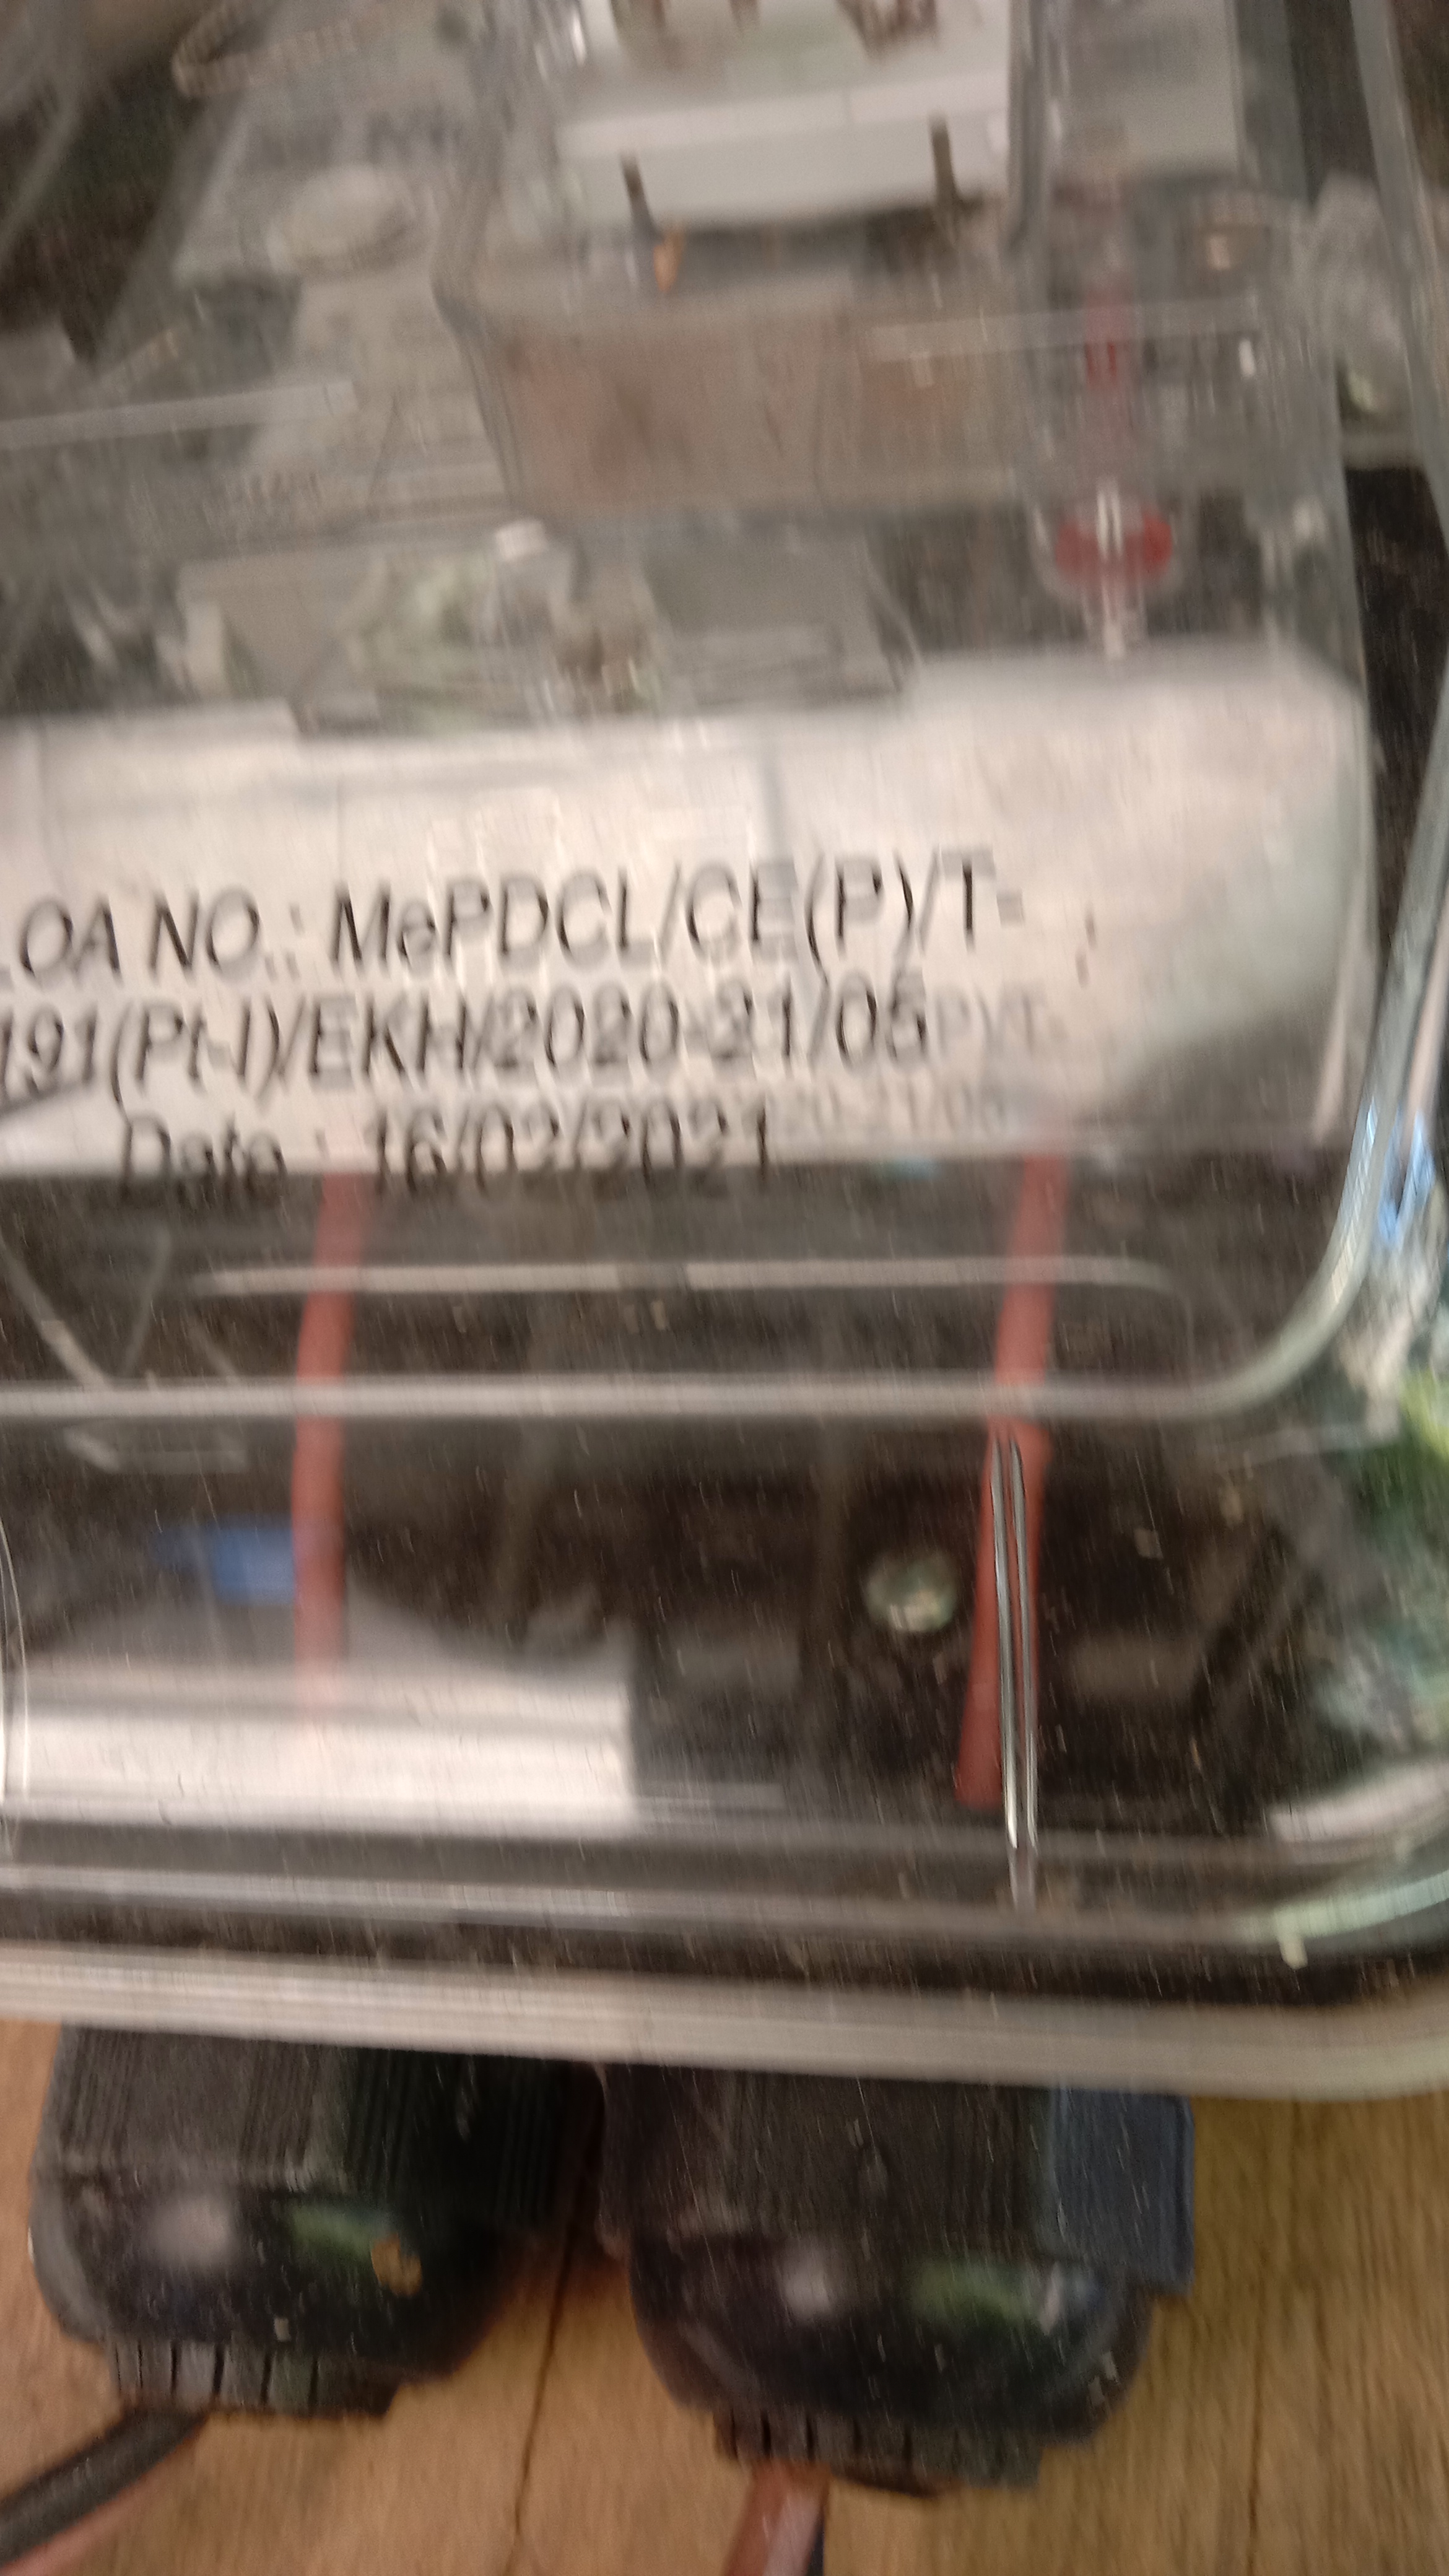 LOA NO.: MePDCL/CE(P)/T-
191(Pt-I)/EKH/2020-21/05
Date : 16/02/2021